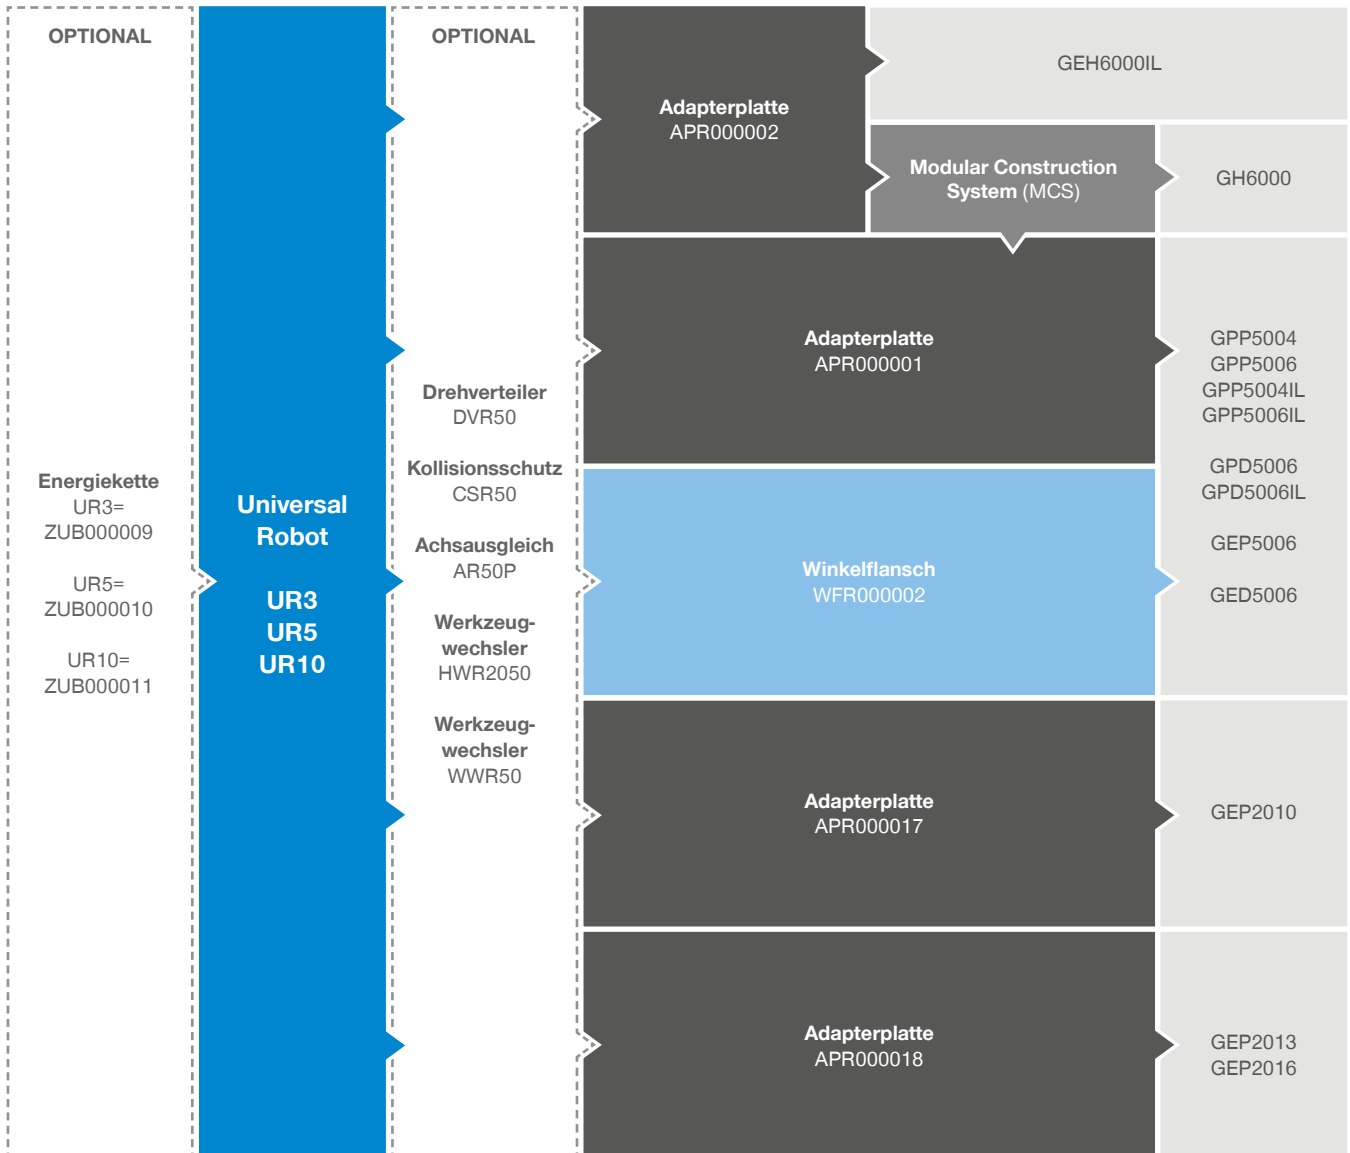 OPTIONAL
Energiekette
UR3=
ZUB000009
UR5=
ZUB000010
UR10=
ZUB000011
Universal
Robot
UR3
UR5
UR10
OPTIONAL
Drehverteiler
DVR50
Kollisionsschutz
CSR50
Achsausgleich
AR50P
Werkzeug-
wechsler
HWR2050
Werkzeug-
wechsler
WWR50
Adapterplatte
APR000002
GEH6000IL
Modular Construction
System (MCS)
GH6000
Adapterplatte
APR000001
Winkelflansch
WFR000002
GPP5004
GPP5006
GPP5004IL
GPP5006IL
GPD5006
GPD5006IL
GEP5006
GED5006
Adapterplatte
APR000017
GEP2010
Adapterplatte
APR000018
GEP2013
GEP2016